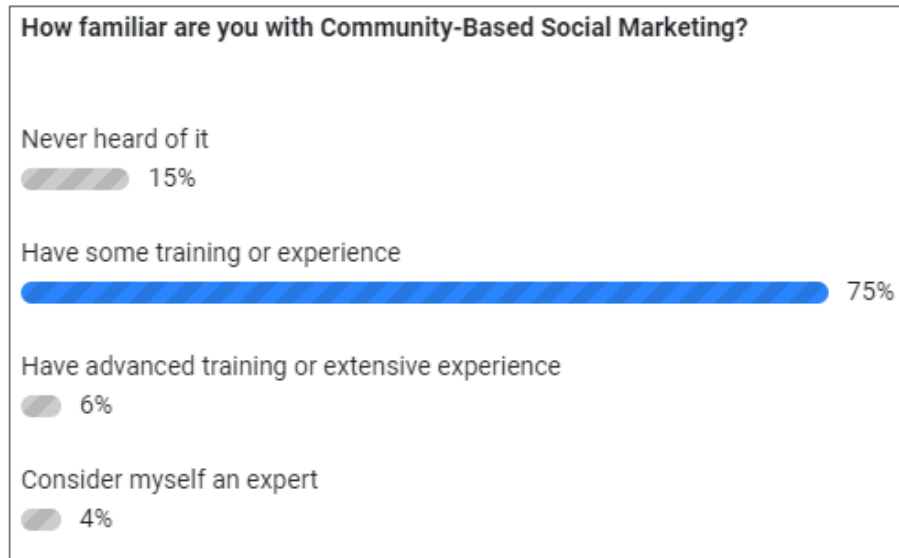 How familiar are you with Community-Based Social Marketing?
Never heard of it
15%
Have some training or experience
75%
Have advanced training or extensive experience
6%
Consider myself an expert
4%